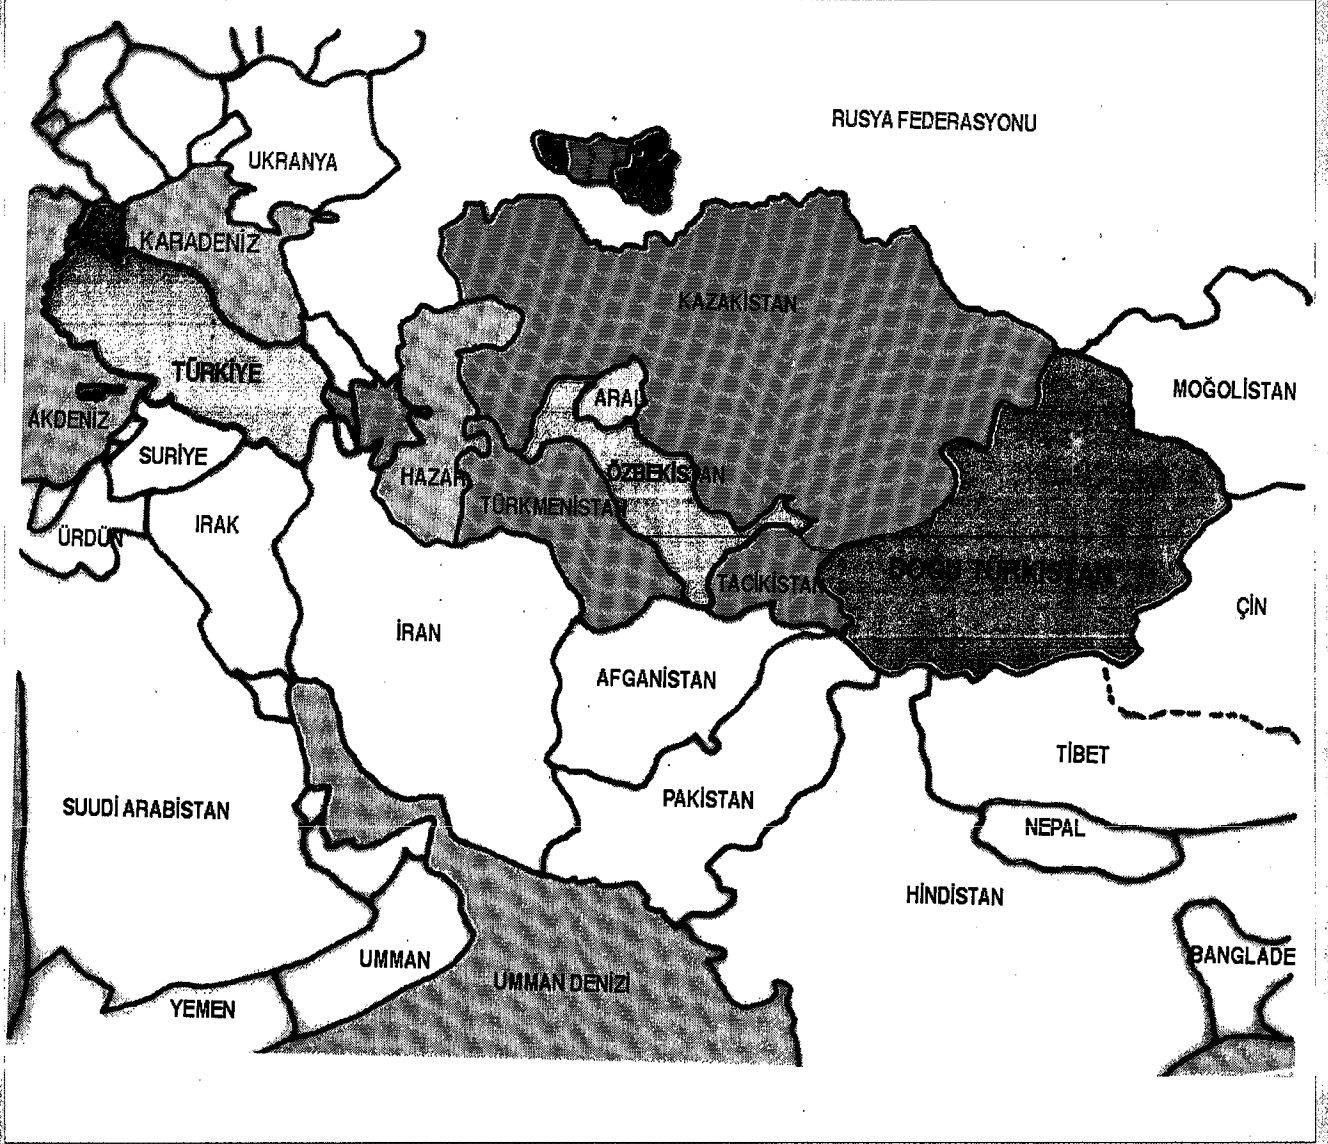 RUSYA FEDERASYONU
UKRANYA
KARADENİZ
KAZAKİSTAN
TÜRKİYE
MOĞOLİSTAN
ARAL
AKDENİZ
SURİYE
HAZAR
ÖZBEKİSTAN
TÜRKMENİSTAN
IRAK
ÜRDÜN
DOĞU TÜRKİSTAN
TACİKİSTAN
ÇİN
İRAN
AFGANİSTAN
TİBET
PAKİSTAN
SUUDİ ARABİSTAN
NEPAL
HİNDİSTAN
UMMAN
BANGLADE
UMMAN DENİZİ
YEMEN